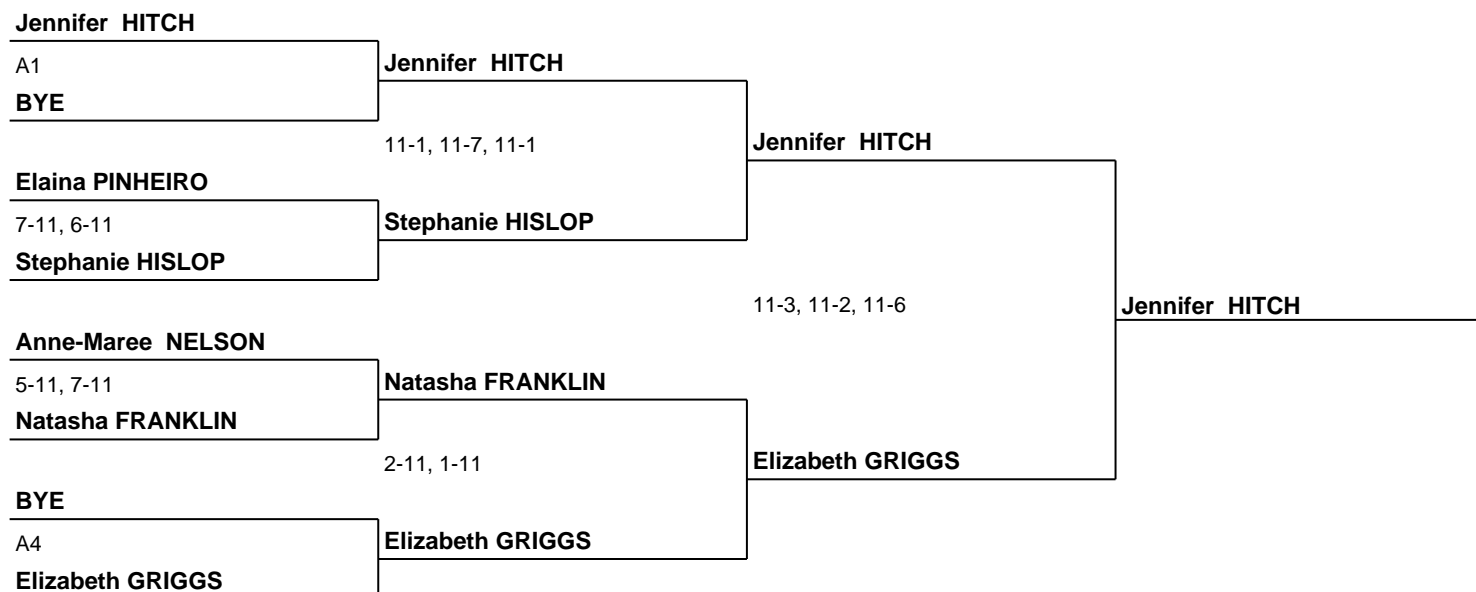 Jennifer  HITCH
A1
BYE
Elaina PINHEIRO
7-11, 6-11
Stephanie HISLOP
Anne-Maree  NELSON
5-11, 7-11
Natasha FRANKLIN
BYE
A4
Elizabeth GRIGGS
Jennifer  HITCH
11-1, 11-7, 11-1
Stephanie HISLOP
Natasha FRANKLIN
2-11, 1-11
Elizabeth GRIGGS
Jennifer  HITCH
11-3, 11-2, 11-6
Elizabeth GRIGGS
Jennifer  HITCH